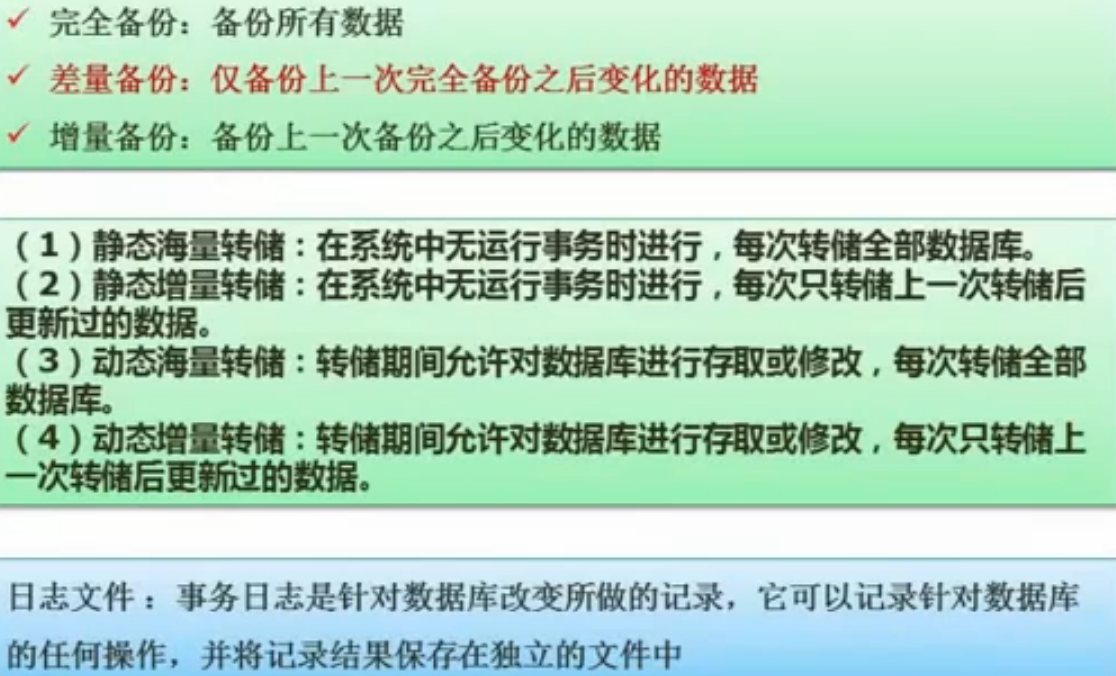 ✓ 完全备份：备份所有数据
✓ 差量备份：仅备份上一次完全备份之后变化的数据
✓ 增量备份：备份上一次备份之后变化的数据
（1）静态海量转储：在系统中无运行事务时进行，每次转储全部数据库。
（2）静态增量转储：在系统中无运行事务时进行，每次只转储上一次转储后
更新过的数据。
（3）动态海量转储：转储期间允许对数据库进行存取或修改，每次转储全部
数据库。
（4）动态增量转储：转储期间允许对数据库进行存取或修改，每次只转储上
一次转储后更新过的数据。
日志文件：事务日志是针对数据库改变所做的记录，它可以记录针对数据库
的任何操作，并将记录结果保存在独立的文件中